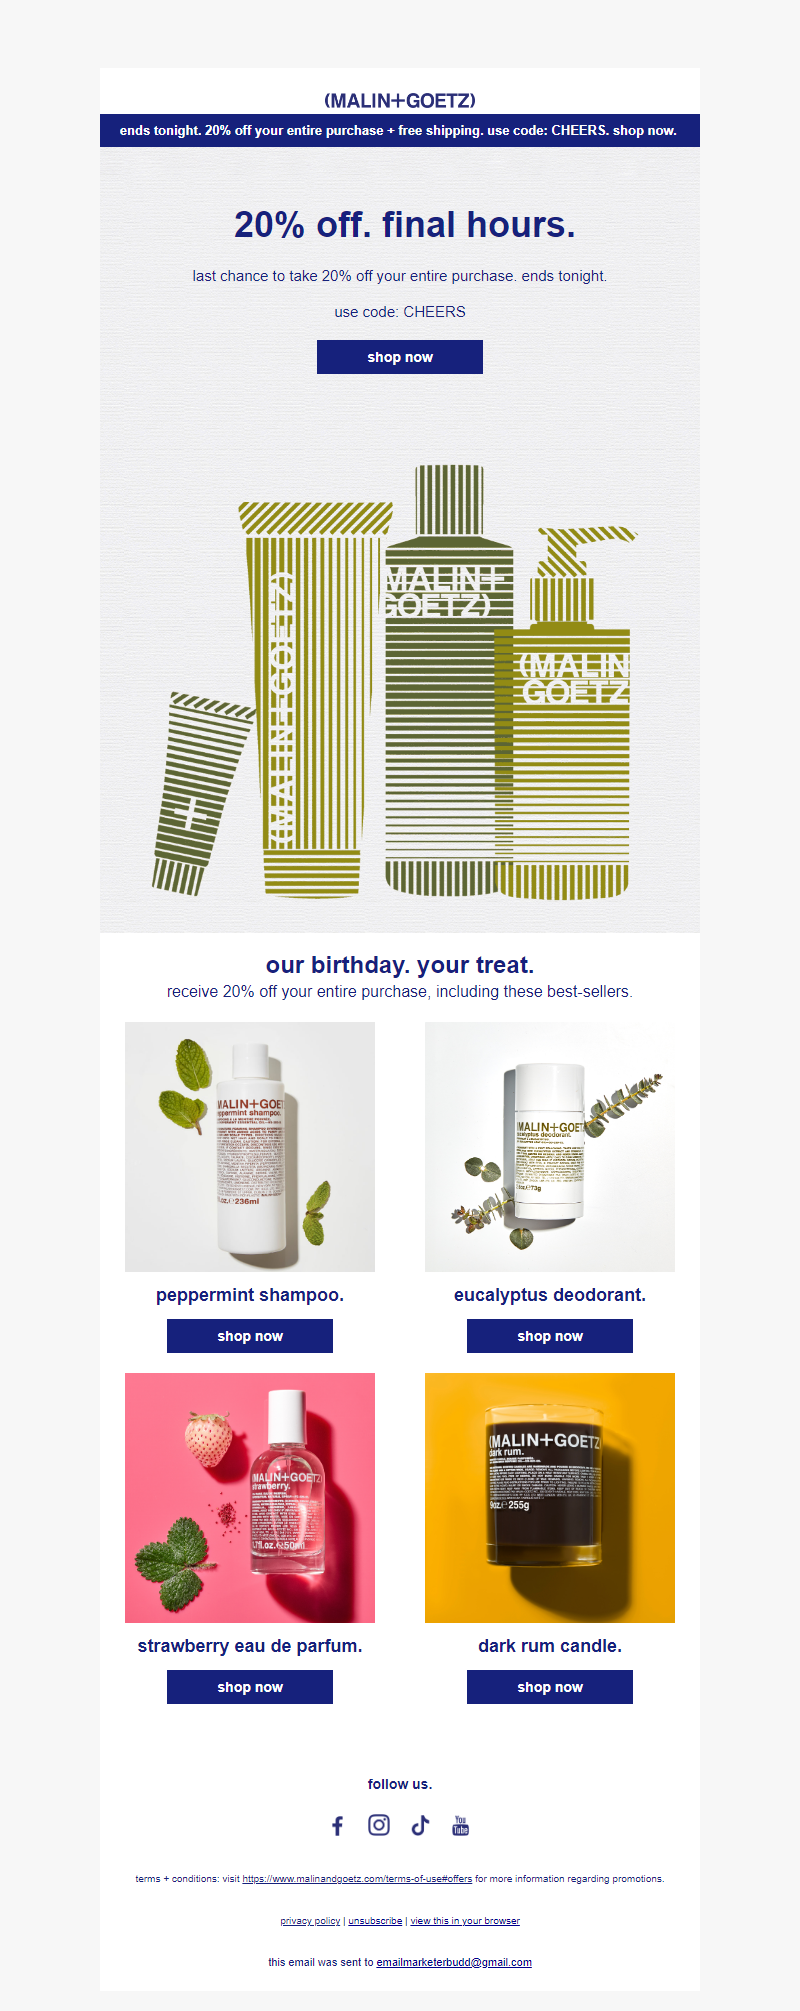 (MALIN+GOETZ)
ends tonight. 20% off your entire purchase + free shipping. use code: CHEERS. shop now.
20% off. final hours.
last chance to take 20% off your entire purchase. ends tonight.
use code: CHEERS
shop now
(MALIN+GOETZ)
MALIN+
GOETZ)
(MALIN
GOETZ
+
our birthday. your treat.
receive 20% off your entire purchase, including these best-sellers.
MALIN+GOET
peppermint shampoo.
236ml
(MALIN+GOET
eucalyptus deodorant.
73g
peppermint shampoo.
eucalyptus deodorant.
shop now
shop now
(MALIN+GOETZ)
strawberry.
1.7fl.oz.℮50ml
(MALIN+GOETZ)
dark rum.
9oz.℮255g
strawberry eau de parfum.
dark rum candle.
shop now
shop now
follow us.
You
Tube
terms + conditions: visit https://www.malinandgoetz.com/terms-of-use#offers for more information regarding promotions.
privacy policy | unsubscribe | view this in your browser
this email was sent to emailmarketerbudd@gmail.com